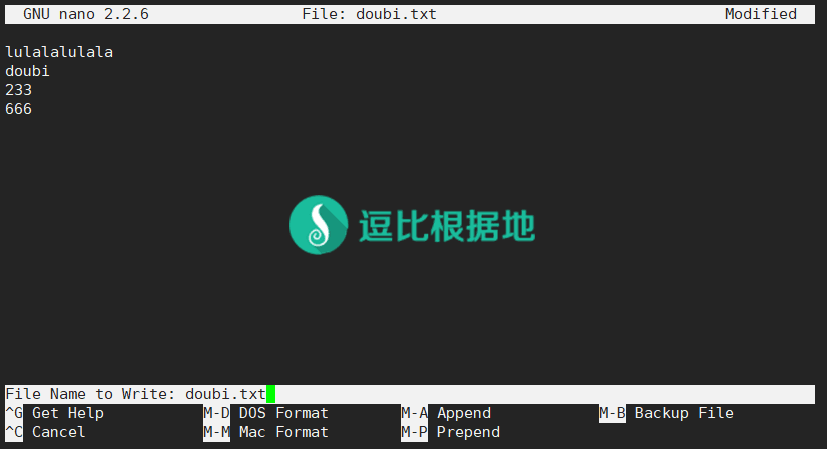 GNU nano 2.2.6 File: doubi.txt Modified
lulalalulala
doubi
233
666
逗比根据地
File Name to Write: doubi.txt
^G Get Help M-D DOS Format M-A Append M-B Backup File
^C Cancel M-M Mac Format M-P Prepend